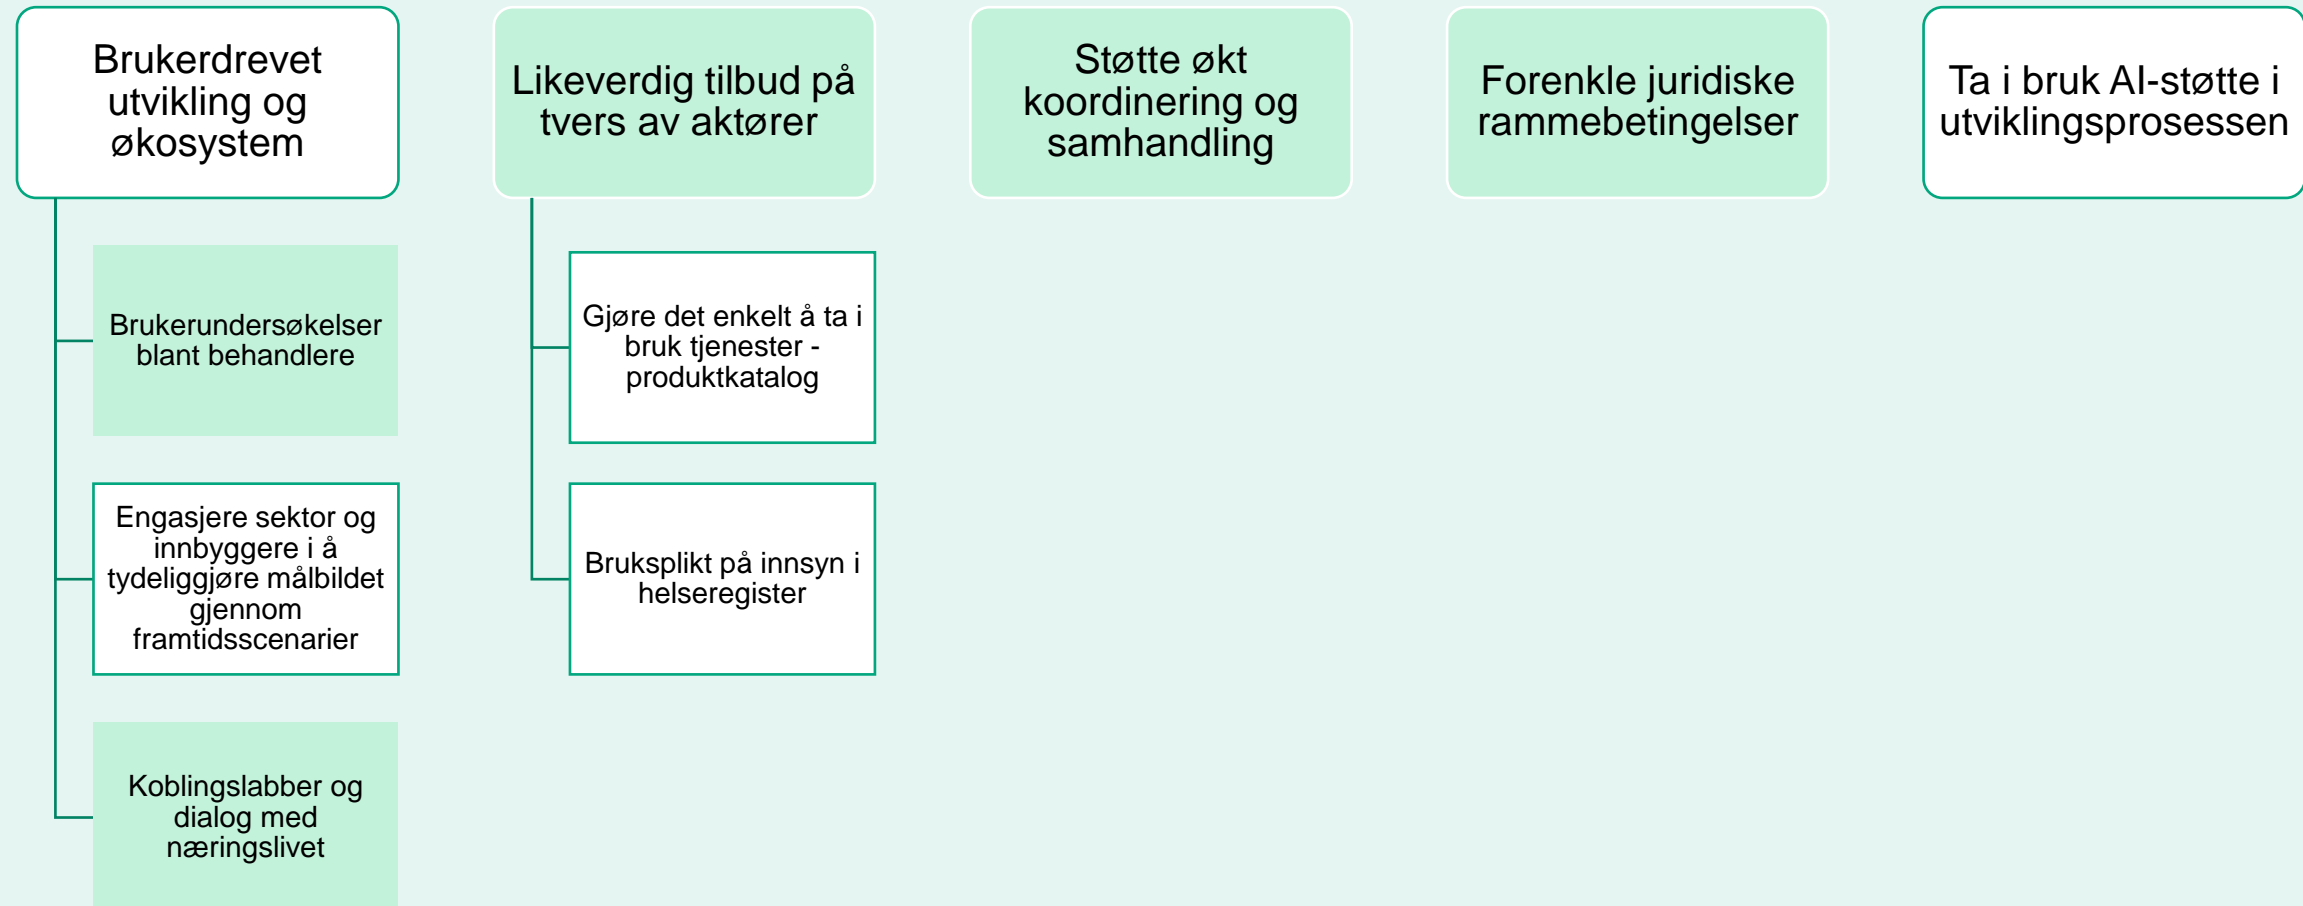 Brukerdrevet
utvikling og
økosystem
Likeverdig tilbud på
tvers av aktører
Støtte økt
koordinering og
samhandling
Forenkle juridiske
rammebetingelser
Ta i bruk AI-støtte i
utviklingsprosessen
Brukerundersøkelser
blant behandlere
Engasjere sektor og
innbyggere i å
tydeliggjøre målbildet
gjennom
framtidsscenarier
Koblingslabber og
dialog med
næringslivet
Gjøre det enkelt å ta i
bruk tjenester -
produktkatalog
Bruksplikt på innsyn i
helseregister